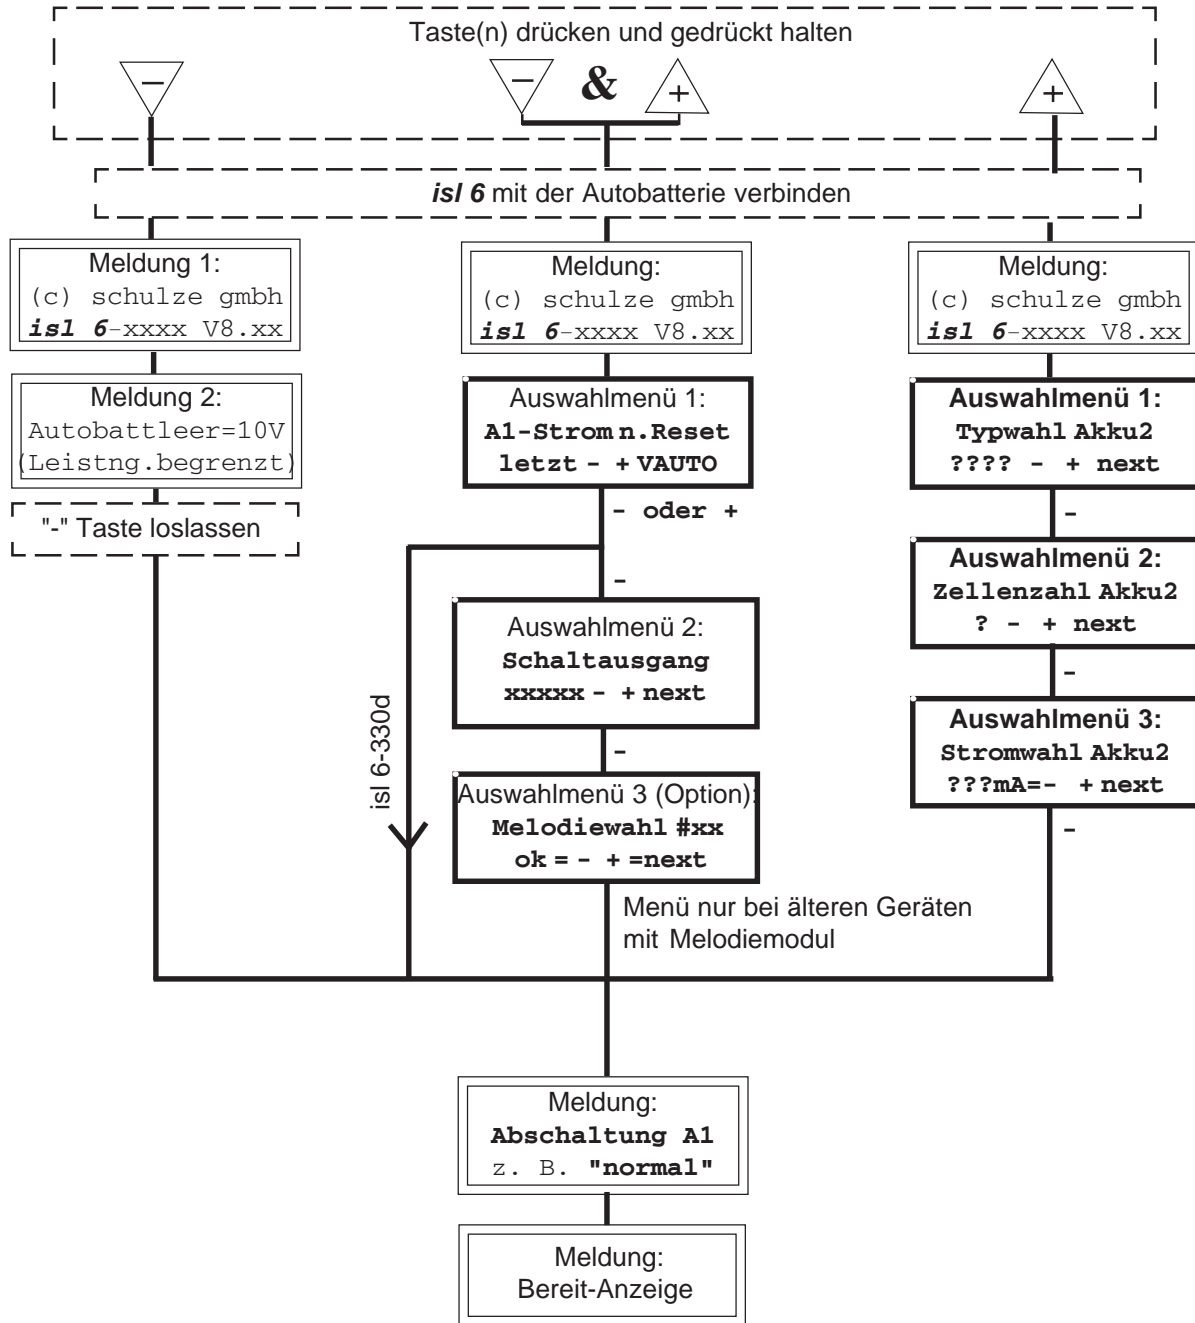 Taste(n) drücken und gedrückt halten
− − & + +
isl 6 mit der Autobatterie verbinden
Meldung 1:
(c) schulze gmbh
isl 6-xxxx V8.xx
Meldung 2:
Autobattleer=10V
(Leistng.begrenzt)
"-" Taste loslassen
Meldung:
(c) schulze gmbh
isl 6-xxxx V8.xx
Auswahlmenü 1:
A1-Strom n.Reset
letzt - + VAUTO
- oder +
-
Auswahlmenü 2:
Schaltausgang
xxxxx - + next
-
Auswahlmenü 3 (Option):
Melodiewahl #xx
ok = - + =next
isl 6-330d
Menü nur bei älteren Geräten
mit Melodiemodul
Meldung:
(c) schulze gmbh
isl 6-xxxx V8.xx
Auswahlmenü 1:
Typwahl Akku2
???? - + next
-
Auswahlmenü 2:
Zellenzahl Akku2
? - + next
-
Auswahlmenü 3:
Stromwahl Akku2
???mA=- + next
-
Meldung:
Abschaltung A1
z. B. "normal"
Meldung:
Bereit-Anzeige